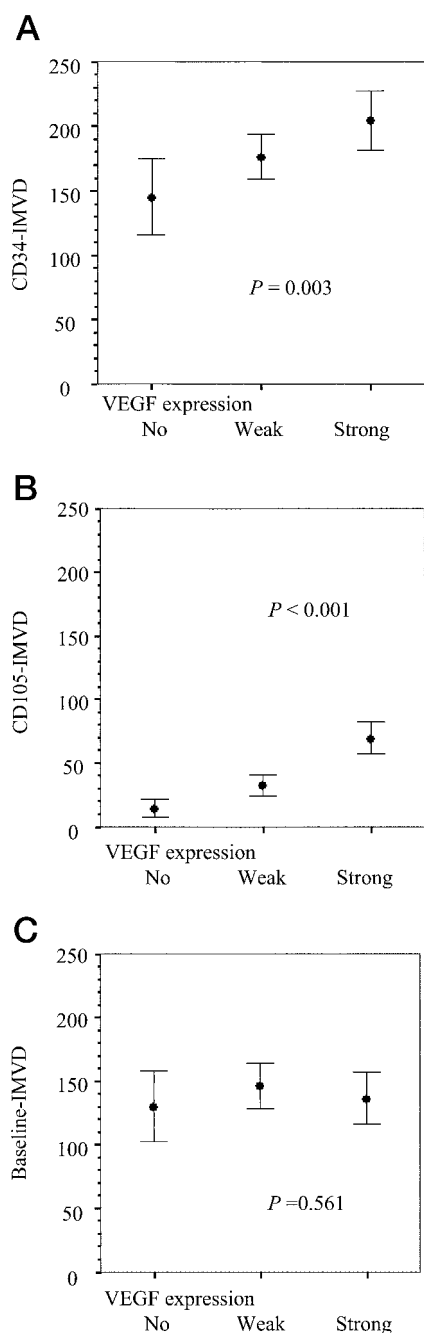 A
250
200
150
100
50
0
CD34-IMVD
P = 0.003
VEGF expression
No Weak Strong
B
250
200
150
100
50
0
CD105-IMVD
P < 0.001
VEGF expression
No Weak Strong
C
250
200
150
100
50
0
Baseline-IMVD
P =0.561
VEGF expression
No Weak Strong